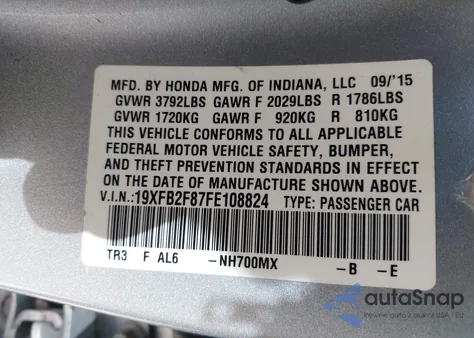 MFD. BY HONDA MFG. OF INDIANA, LLC 09/'15
GVWR 3792LBS GAWR F 2029LBS R 1786LBS
GVWR 1720KG GAWR F 920KG R 810KG
THIS VEHICLE CONFORMS TO ALL APPLICABLE
FEDERAL MOTOR VEHICLE SAFETY, BUMPER,
AND THEFT PREVENTION STANDARDS IN EFFECT
ON THE DATE OF MANUFACTURE SHOWN ABOVE.
V.I.N.: 19XFB2F87FE108824 TYPE: PASSENGER CAR
TR3 F AL6 -NH700MX -B -E
autoSnap